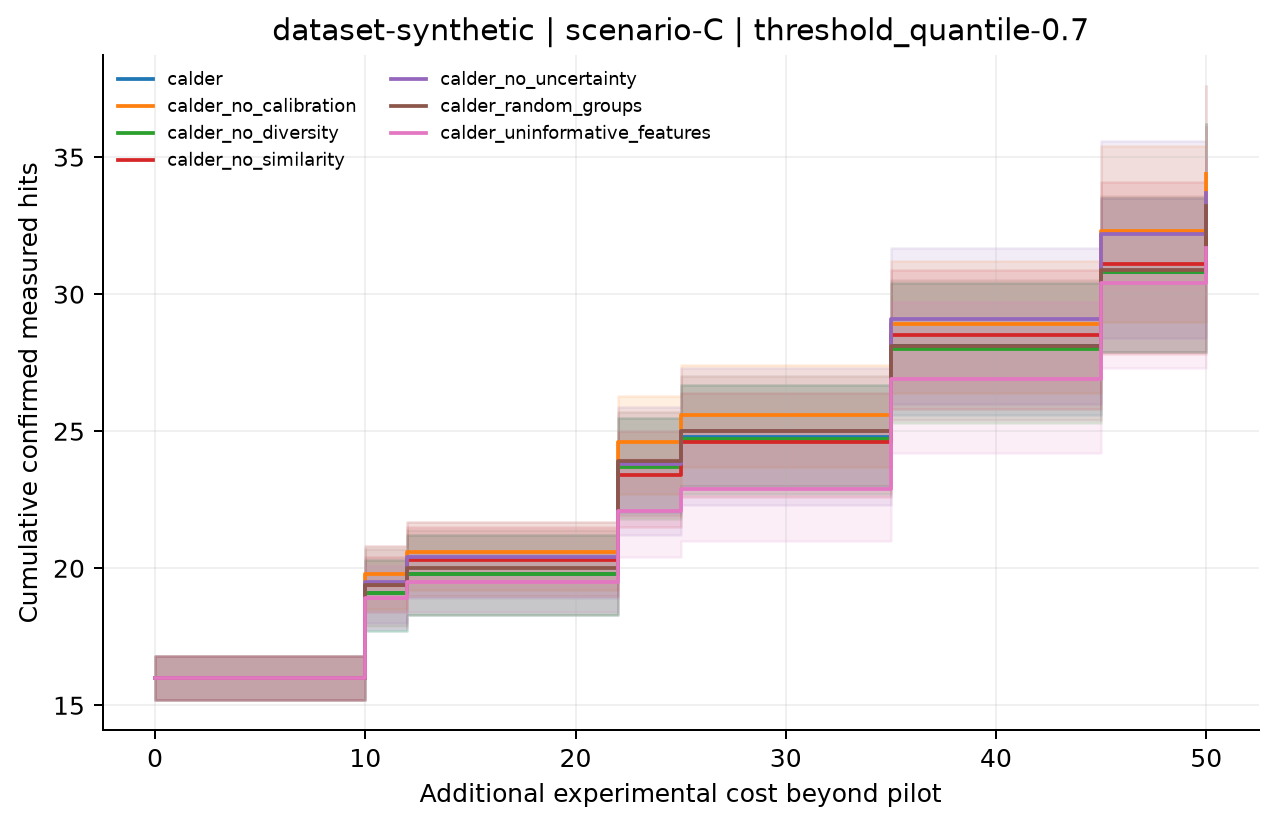 dataset-synthetic | scenario-C | threshold_quantile-0.7
calder
calder_no_calibration
calder_no_diversity
calder_no_similarity
calder_no_uncertainty
calder_random_groups
calder_uninformative_features
Cumulative confirmed measured hits
35
30
25
20
15
0 10 20 30 40 50
Additional experimental cost beyond pilot